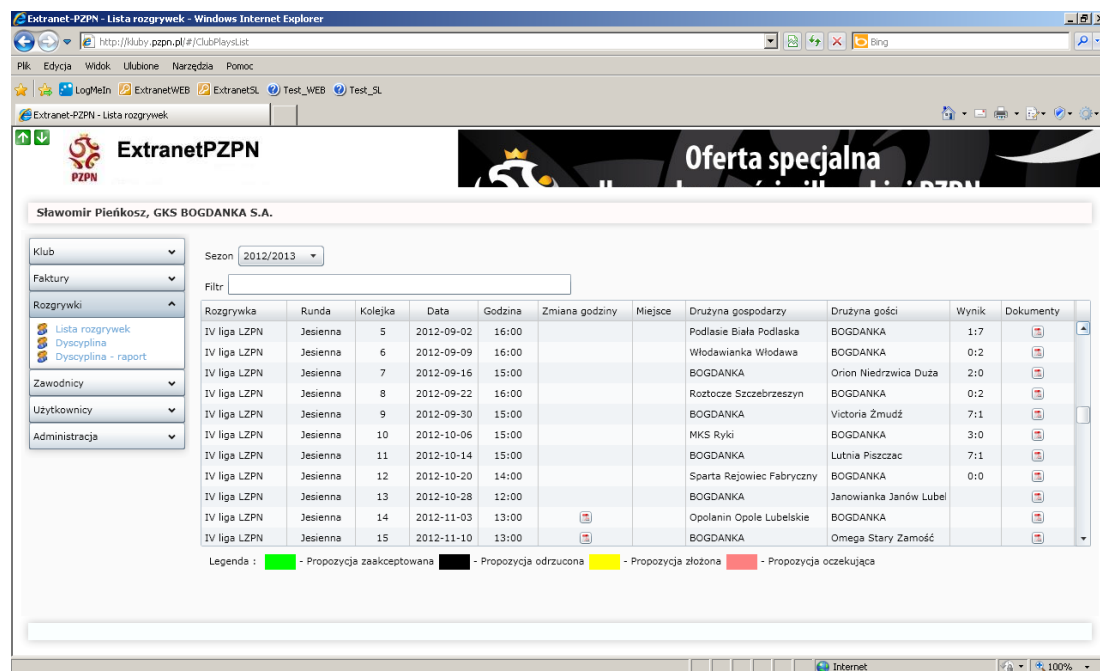 Extranet-PZPN - Lista rozgrywek - Windows Internet Explorer
http://kluby.pzpn.pl/#/ClubPlaysList
Bing
Plik Edycja Widok Ulubione Narzędzia Pomoc
LogMeIn ExtranetWEB ExtranetSL Test_WEB Test_SL
Extranet-PZPN - Lista rozgrywek
PZPN
ExtranetPZPN
Oferta specjalna
Sławomir Pieńkosz, GKS BOGDANKA S.A.
Klub
Faktury
Rozgrywki
Lista rozgrywek
Dyscyplina
Dyscyplina - raport
Zawodnicy
Użytkownicy
Administracja
Sezon 2012/2013
Filtr
Rozgrywka Runda Kolejka Data Godzina Zmiana godziny Miejsce Drużyna gospodarzy Drużyna gości Wynik Dokumenty
IV liga LZPN Jesienna 5 2012-09-02 16:00 Podlasie Biała Podlaska BOGDANKA 1:7
IV liga LZPN Jesienna 6 2012-09-09 16:00 Włodawianka Włodawa BOGDANKA 0:2
IV liga LZPN Jesienna 7 2012-09-16 15:00 BOGDANKA Orion Niedrzwica Duża 2:0
IV liga LZPN Jesienna 8 2012-09-22 16:00 Roztocze Szczebrzeszyn BOGDANKA 0:2
IV liga LZPN Jesienna 9 2012-09-30 15:00 BOGDANKA Victoria Żmudź 7:1
IV liga LZPN Jesienna 10 2012-10-06 15:00 MKS Ryki BOGDANKA 3:0
IV liga LZPN Jesienna 11 2012-10-14 15:00 BOGDANKA Lutnia Piszczac 7:1
IV liga LZPN Jesienna 12 2012-10-20 14:00 Sparta Rejowiec Fabryczny BOGDANKA 0:0
IV liga LZPN Jesienna 13 2012-10-28 12:00 BOGDANKA Janowianka Janów Lubel
IV liga LZPN Jesienna 14 2012-11-03 13:00 Opolanin Opole Lubelskie BOGDANKA
IV liga LZPN Jesienna 15 2012-11-10 13:00 BOGDANKA Omega Stary Zamość
Legenda : - Propozycja zaakceptowana - Propozycja odrzucona - Propozycja złożona - Propozycja oczekująca
Internet 100%